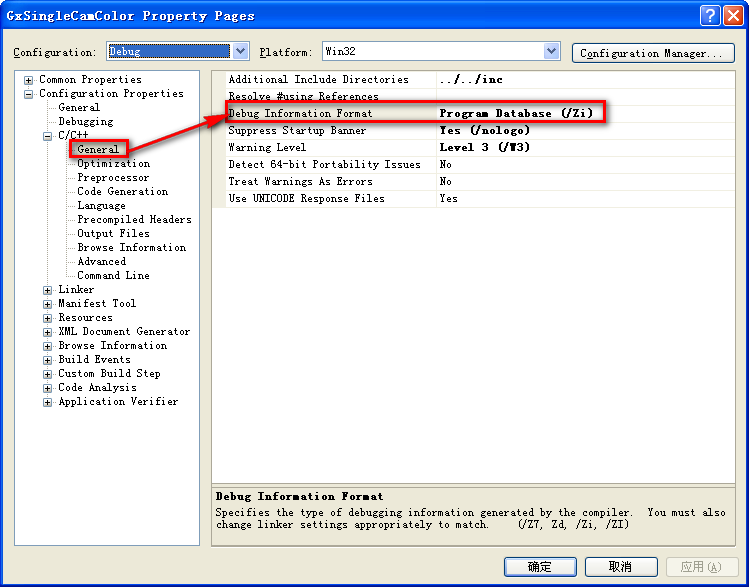 GxSingleCamColor Property Pages
Configuration: Debug Platform: Win32 Configuration Manager...
Common Properties
Configuration Properties
General
Debugging
C/C++
General
Optimization
Preprocessor
Code Generation
Language
Precompiled Headers
Output Files
Browse Information
Advanced
Command Line
Linker
Manifest Tool
Resources
XML Document Generator
Browse Information
Build Events
Custom Build Step
Code Analysis
Application Verifier
Additional Include Directories ../../inc
Resolve #using References
Debug Information Format Program Database (/Zi)
Suppress Startup Banner Yes (/nologo)
Warning Level Level 3 (/W3)
Detect 64-bit Portability Issues No
Treat Warnings As Errors No
Use UNICODE Response Files Yes
Debug Information Format
Specifies the type of debugging information generated by the compiler. You must also
change linker settings appropriately to match. (/Z7, Zd, /Zi, /ZI)
确定 取消 应用(A)